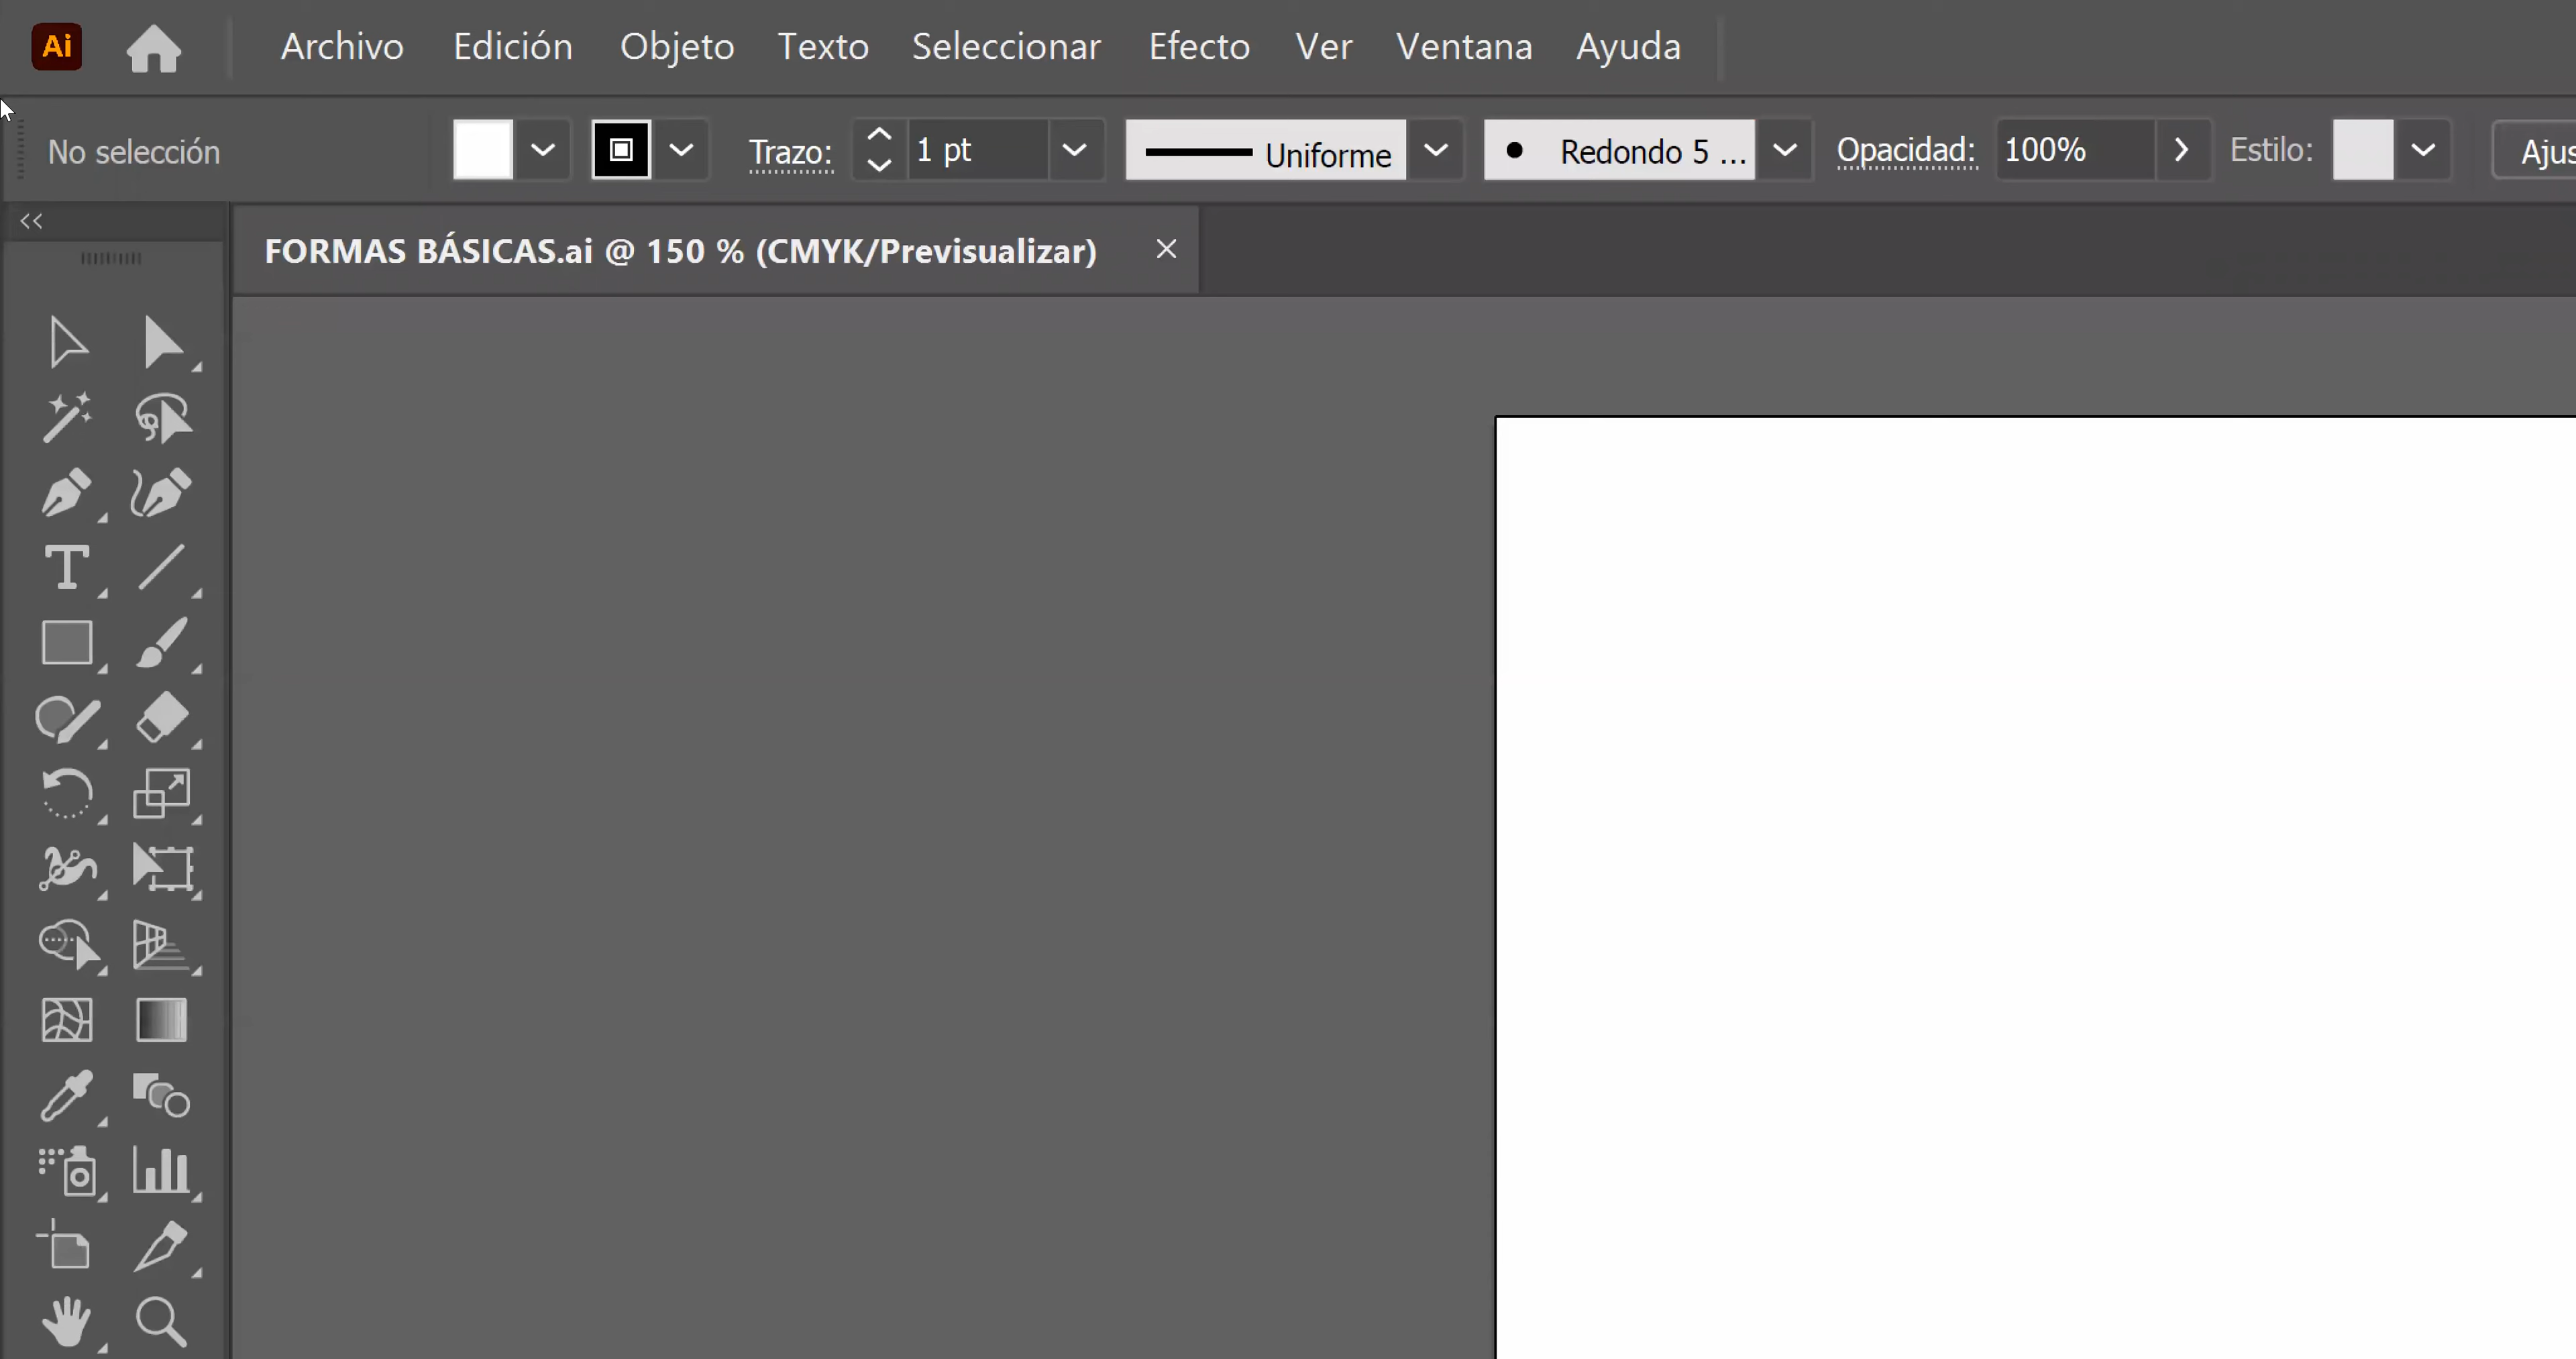 Ai Archivo Edición Objeto Texto Seleccionar Efecto Ver Ventana Ayuda
No selección Trazo: 1 pt Uniforme Redondo 5 ... Opacidad: 100% Estilo: Ajus
FORMAS BÁSICAS.ai @ 150 % (CMYK/Previsualizar)